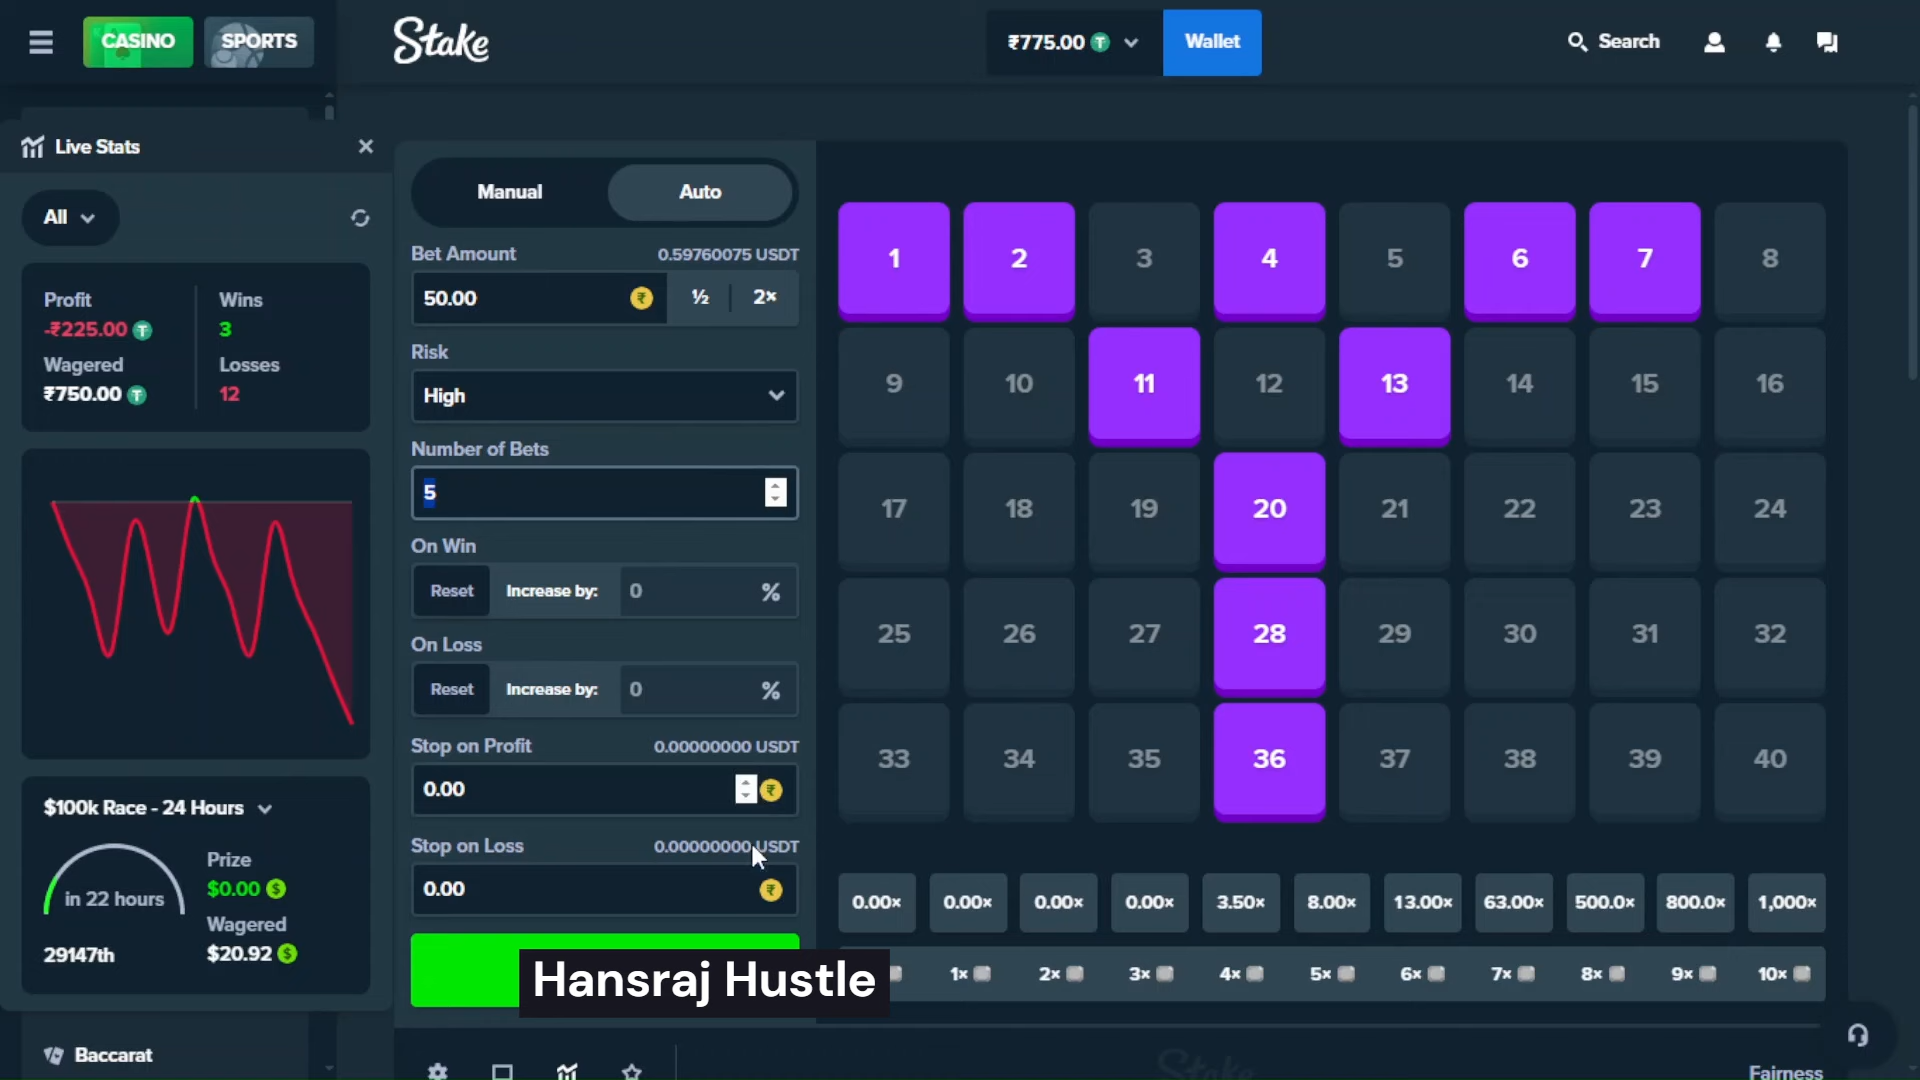 CASINO
SPORTS
Stake
₹775.00
Wallet
Search
Live Stats
All
Profit
-₹225.00
Wins
3
Wagered
₹750.00
Losses
12
$100k Race - 24 Hours
in 22 hours
29147th
Prize
$0.00
Wagered
$20.92
Baccarat
Manual
Auto
Bet Amount
0.59760075 USDT
50.00
½
2×
Risk
High
Number of Bets
5
On Win
Reset
Increase by:
0
%
On Loss
Reset
Increase by:
0
%
Stop on Profit
0.00000000 USDT
0.00
Stop on Loss
0.00000000 USDT
0.00
Hansraj Hustle
1 2 3 4 5 6 7 8
9 10 11 12 13 14 15 16
17 18 19 20 21 22 23 24
25 26 27 28 29 30 31 32
33 34 35 36 37 38 39 40
0.00× 0.00× 0.00× 0.00× 3.50× 8.00× 13.00× 63.00× 500.0× 800.0× 1,000×
1× 2× 3× 4× 5× 6× 7× 8× 9× 10×
Stake
Fairness